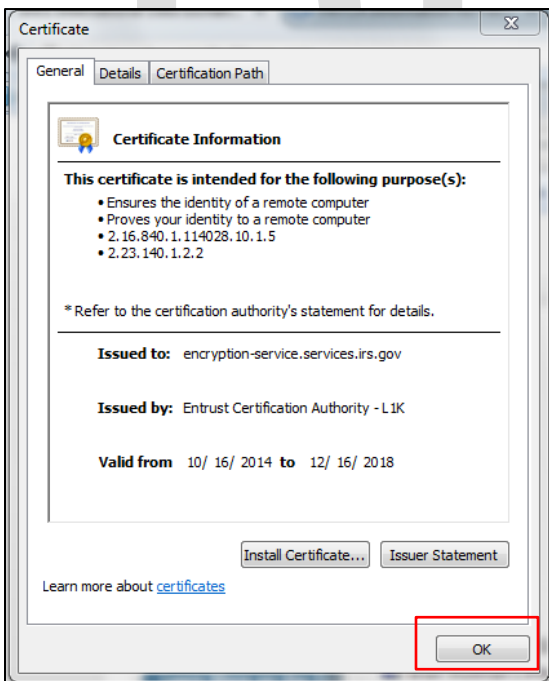 Certificate
General Details Certification Path
Certificate Information
This certificate is intended for the following purpose(s):
• Ensures the identity of a remote computer
• Proves your identity to a remote computer
• 2.16.840.1.114028.10.1.5
• 2.23.140.1.2.2
* Refer to the certification authority's statement for details.
Issued to: encryption-service.services.irs.gov
Issued by: Entrust Certification Authority - L1K
Valid from 10/ 16/ 2014 to 12/ 16/ 2018
Install Certificate... Issuer Statement
Learn more about certificates
OK